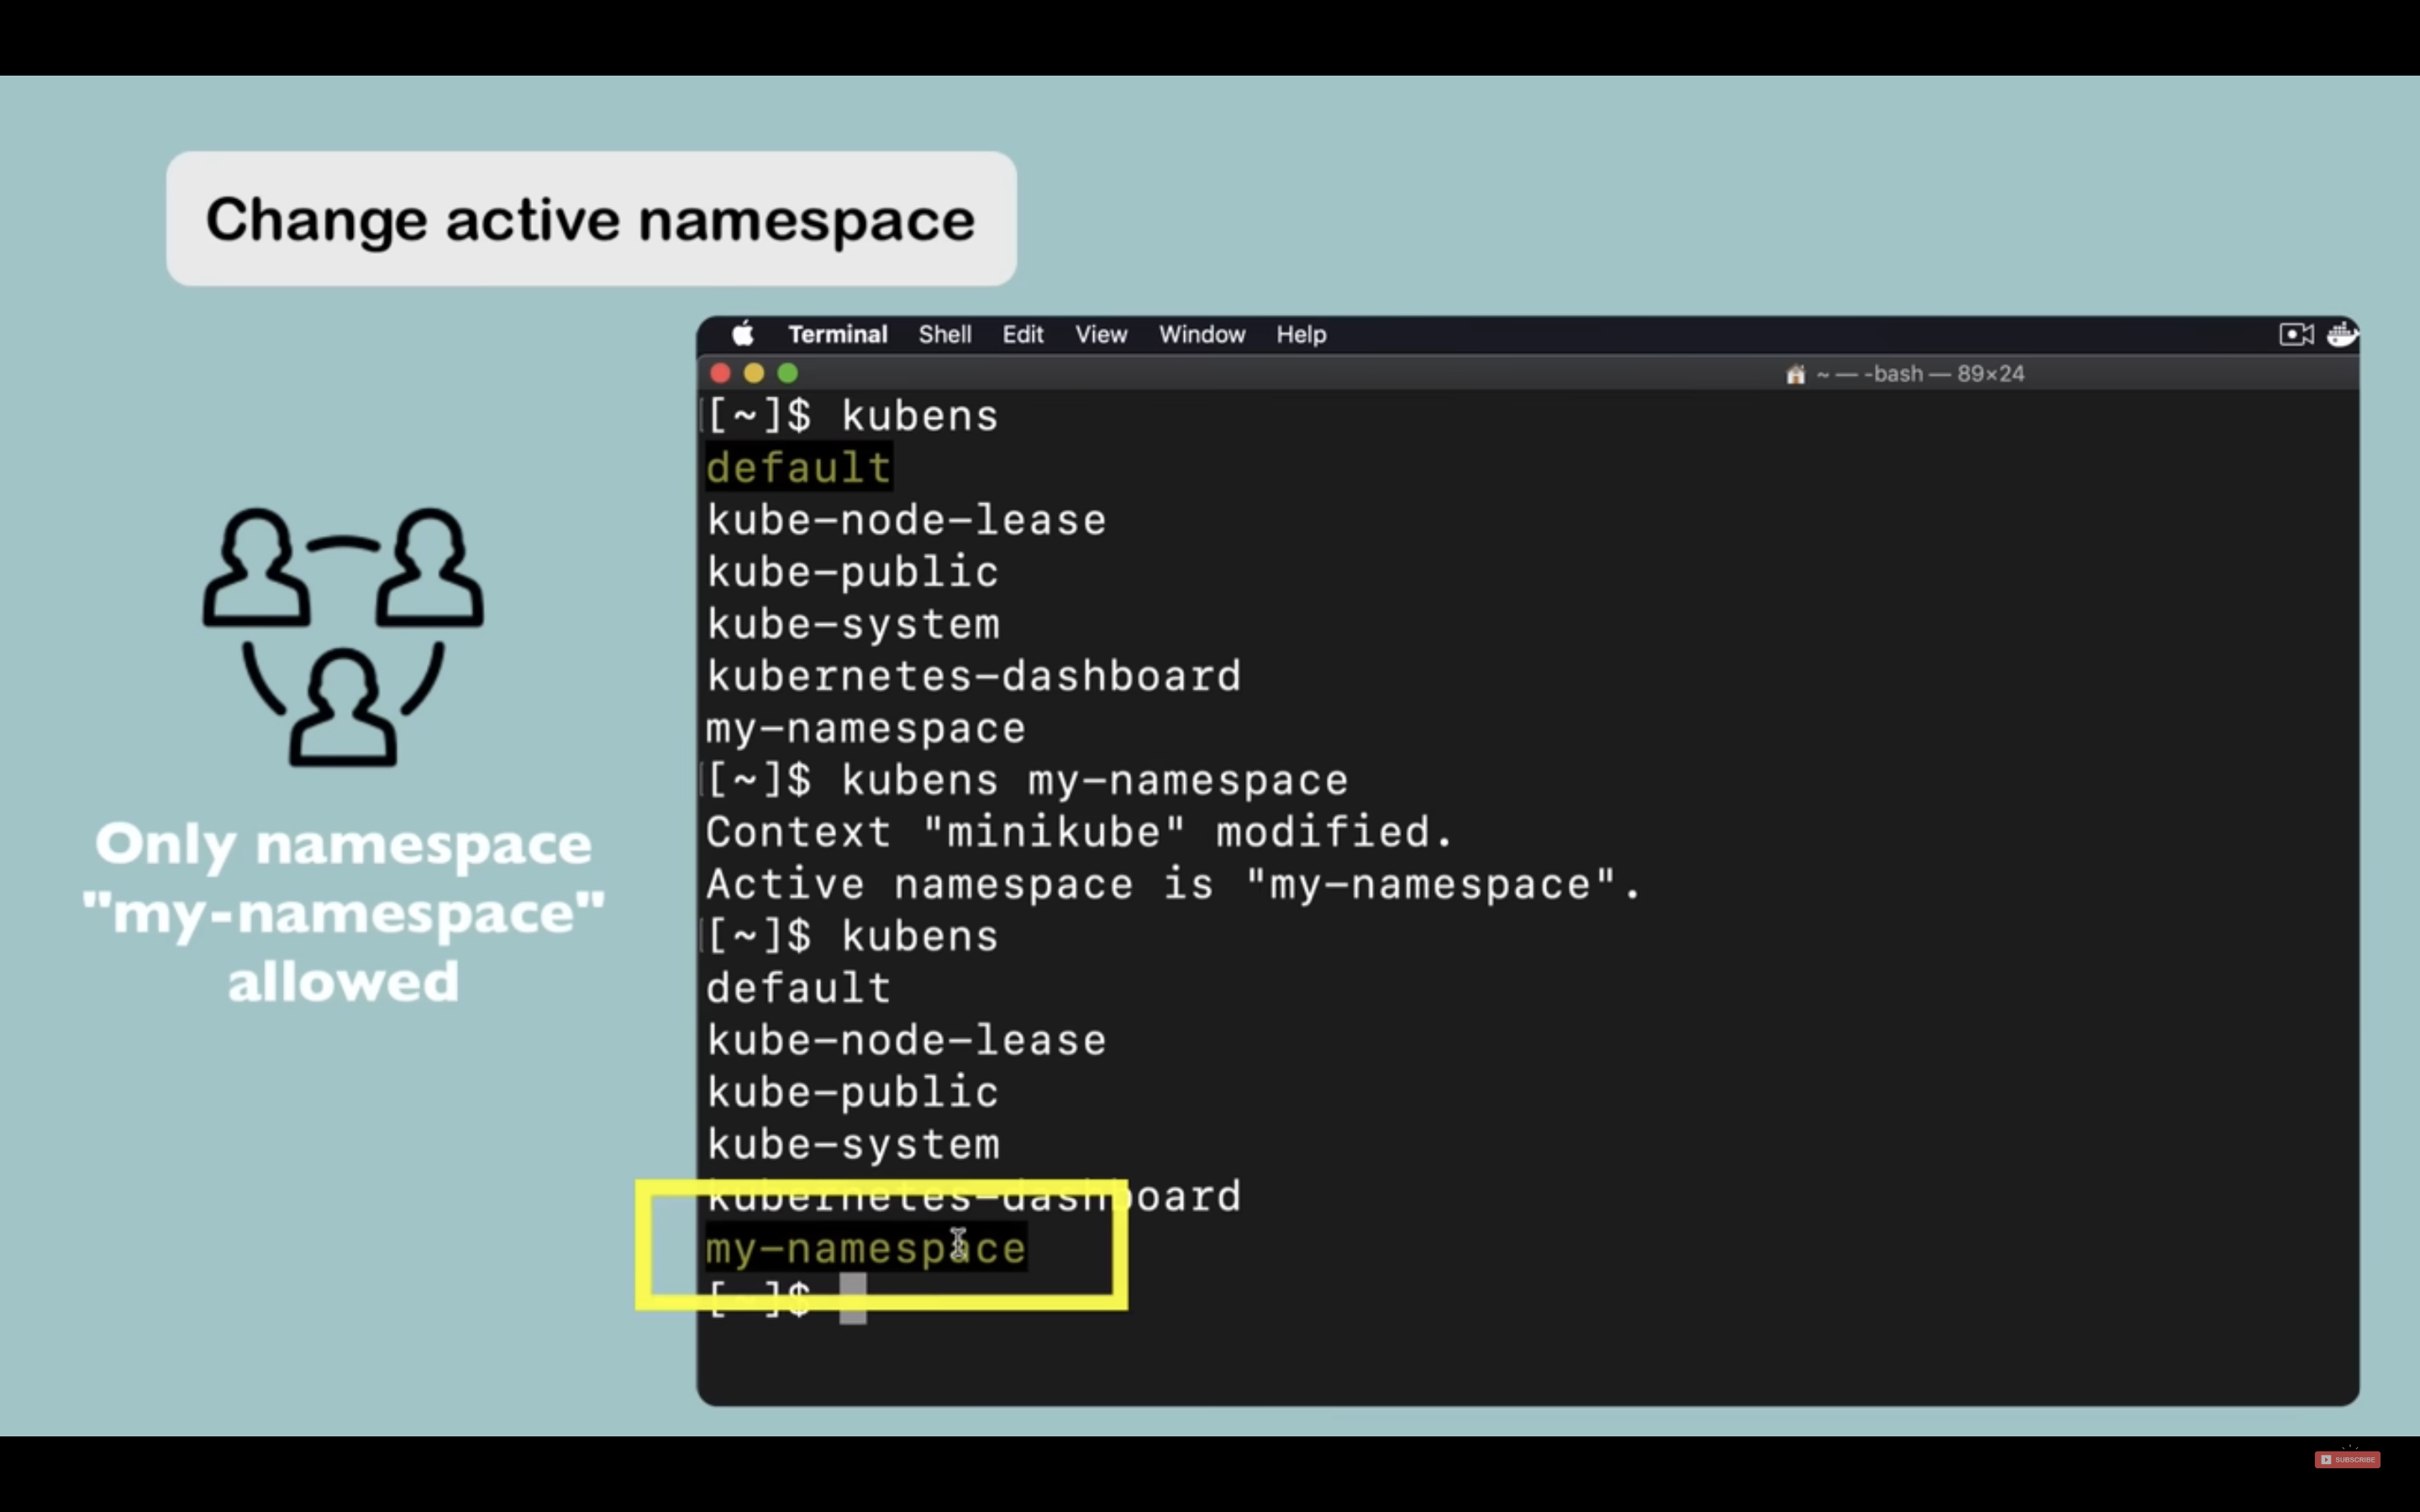 Change active namespace
Terminal Shell Edit View Window Help
~ — -bash — 89×24
[~]$ kubens
default
kube-node-lease
kube-public
kube-system
kubernetes-dashboard
my-namespace
[~]$ kubens my-namespace
Context "minikube" modified.
Active namespace is "my-namespace".
[~]$ kubens
default
kube-node-lease
kube-public
kube-system
kubernetes-dashboard
my-namespace
[~]$
Only namespace
"my-namespace"
allowed
SUBSCRIBE